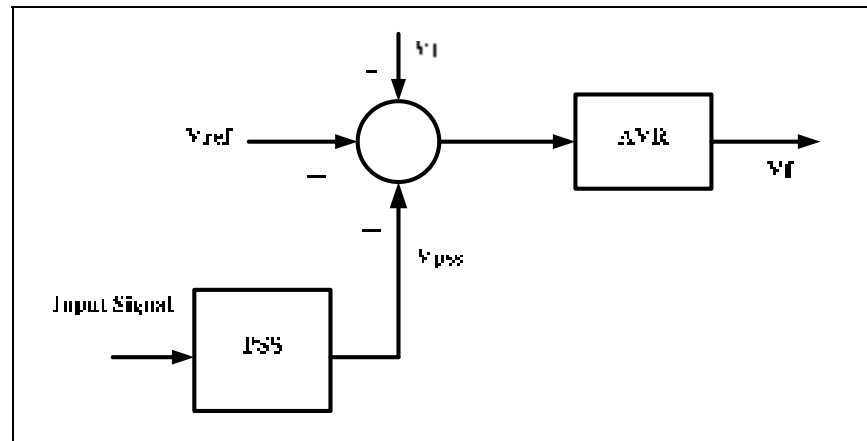 Vt
Vref
AVR
Vf
Vpss
Input Signal
PSS